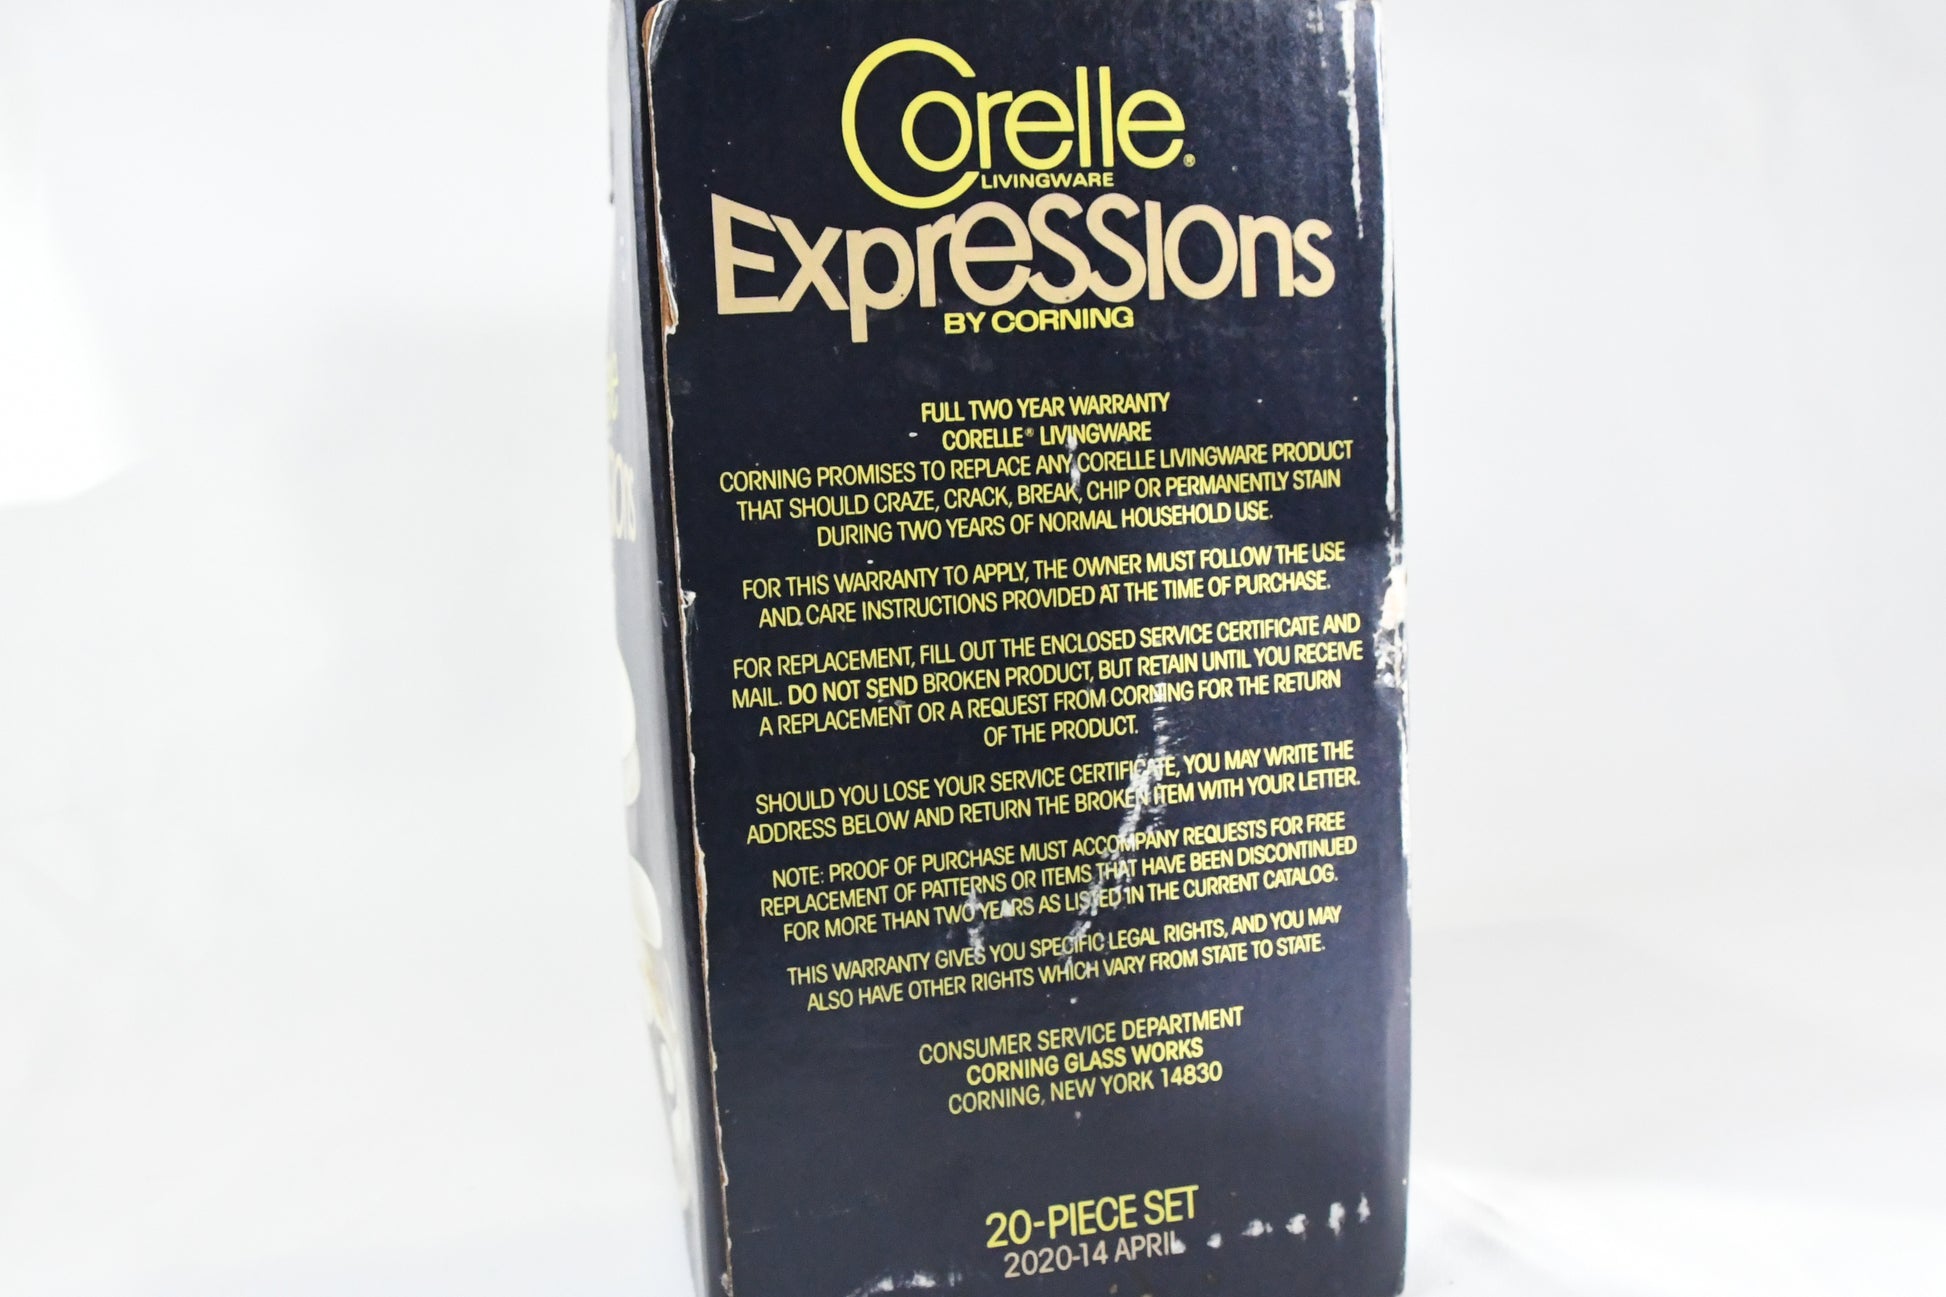 Corelle®
LIVINGWARE
Expressions
BY CORNING
FULL TWO YEAR WARRANTY
CORELLE® LIVINGWARE
CORNING PROMISES TO REPLACE ANY CORELLE LIVINGWARE PRODUCT
THAT SHOULD CRAZE, CRACK, BREAK, CHIP OR PERMANENTLY STAIN
DURING TWO YEARS OF NORMAL HOUSEHOLD USE.
FOR THIS WARRANTY TO APPLY, THE OWNER MUST FOLLOW THE USE
AND CARE INSTRUCTIONS PROVIDED AT THE TIME OF PURCHASE.
FOR REPLACEMENT, FILL OUT THE ENCLOSED SERVICE CERTIFICATE AND
MAIL. DO NOT SEND BROKEN PRODUCT, BUT RETAIN UNTIL YOU RECEIVE
A REPLACEMENT OR A REQUEST FROM CORNING FOR THE RETURN
OF THE PRODUCT.
SHOULD YOU LOSE YOUR SERVICE CERTIFICATE, YOU MAY WRITE THE
ADDRESS BELOW AND RETURN THE BROKEN ITEM WITH YOUR LETTER.
NOTE: PROOF OF PURCHASE MUST ACCOMPANY REQUESTS FOR FREE
REPLACEMENT OF PATTERNS OR ITEMS THAT HAVE BEEN DISCONTINUED
FOR MORE THAN TWO YEARS AS LISTED IN THE CURRENT CATALOG.
THIS WARRANTY GIVES YOU SPECIFIC LEGAL RIGHTS, AND YOU MAY
ALSO HAVE OTHER RIGHTS WHICH VARY FROM STATE TO STATE.
CONSUMER SERVICE DEPARTMENT
CORNING GLASS WORKS
CORNING, NEW YORK 14830
20-PIECE SET
2020-14 APRIL